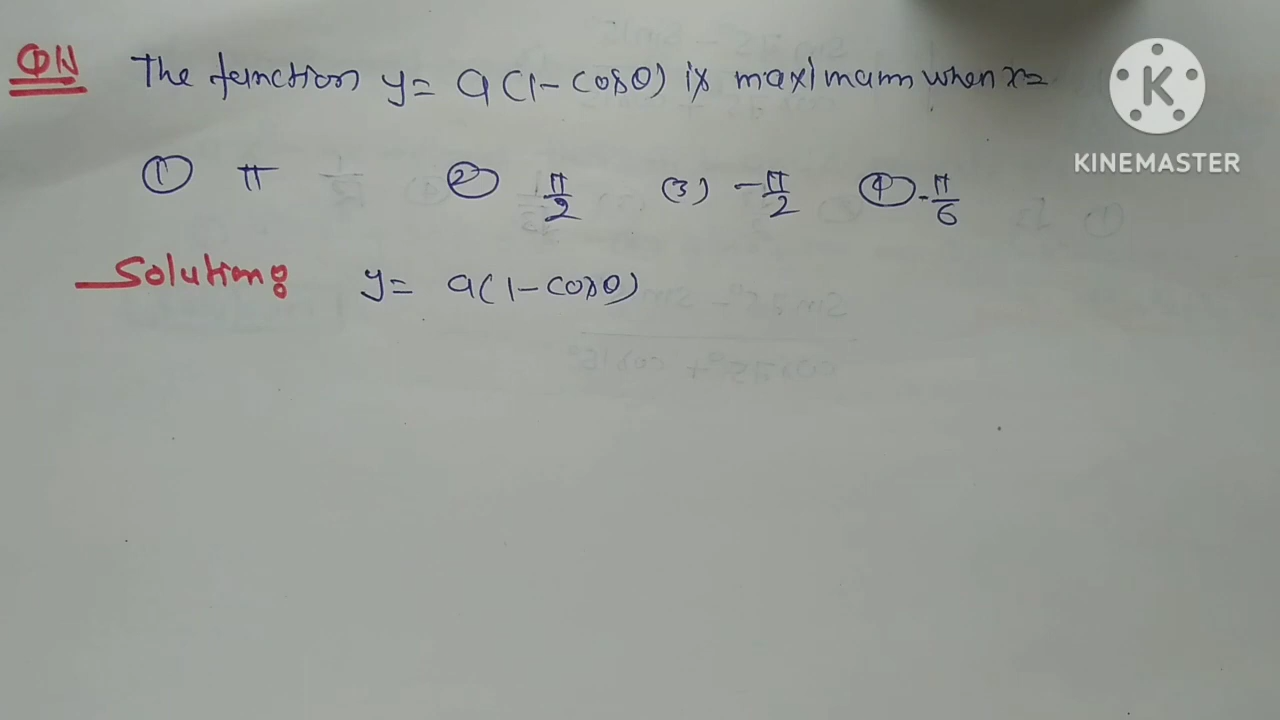 QN The function y = a(1 - cosθ) is maximum when x =
① π ② π/2 (3) -π/2 ④ -π/6
Solution: y = a(1 - cosθ)
K
KINEMASTER